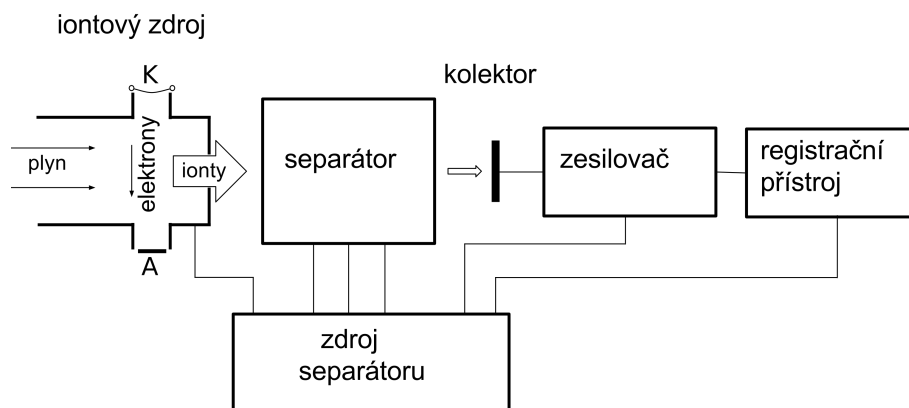 iontový zdroj
K
kolektor
plyn
elektrony
ionty
separátor
zesilovač
registrační
přístroj
A
zdroj
separátoru